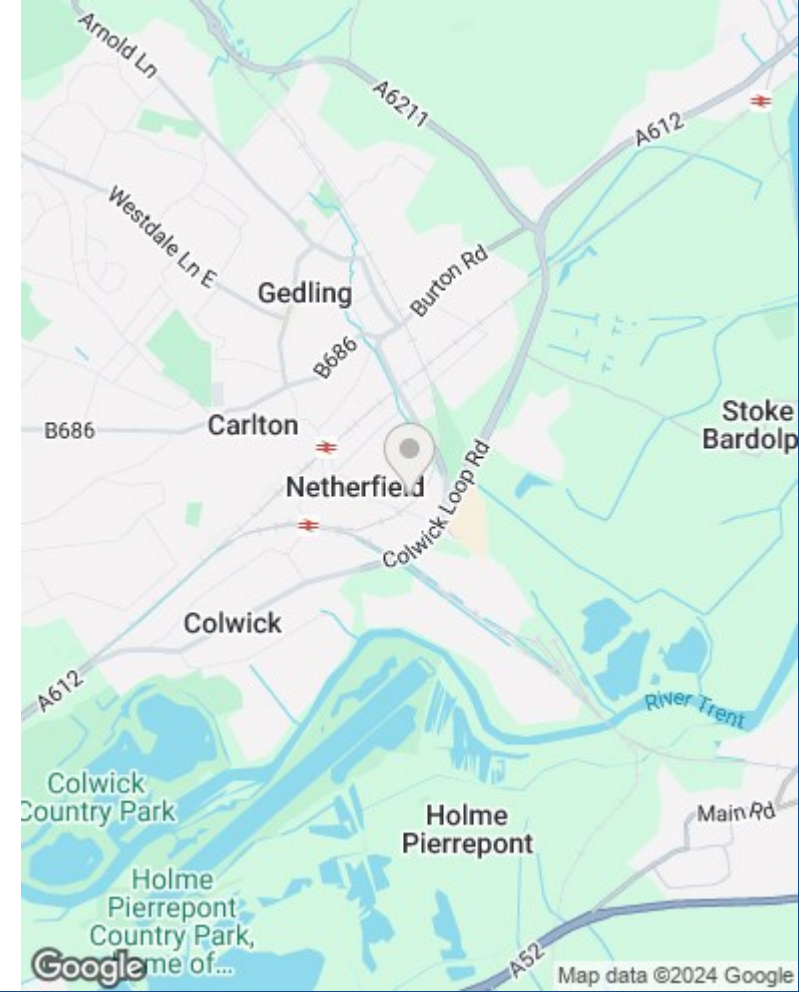 Arnold Ln
A6211
A612
Westdale Ln E
Gedling
Burton Rd
B686
B686
Carlton
Stoke
Bardolp
Netherfield
Colwick Loop Rd
Colwick
A612
River Trent
Colwick
Country Park
Holme
Pierrepont
Main Rd
Holme
Pierrepont
Country Park,
me of...
A52
Google
Map data ©2024 Google